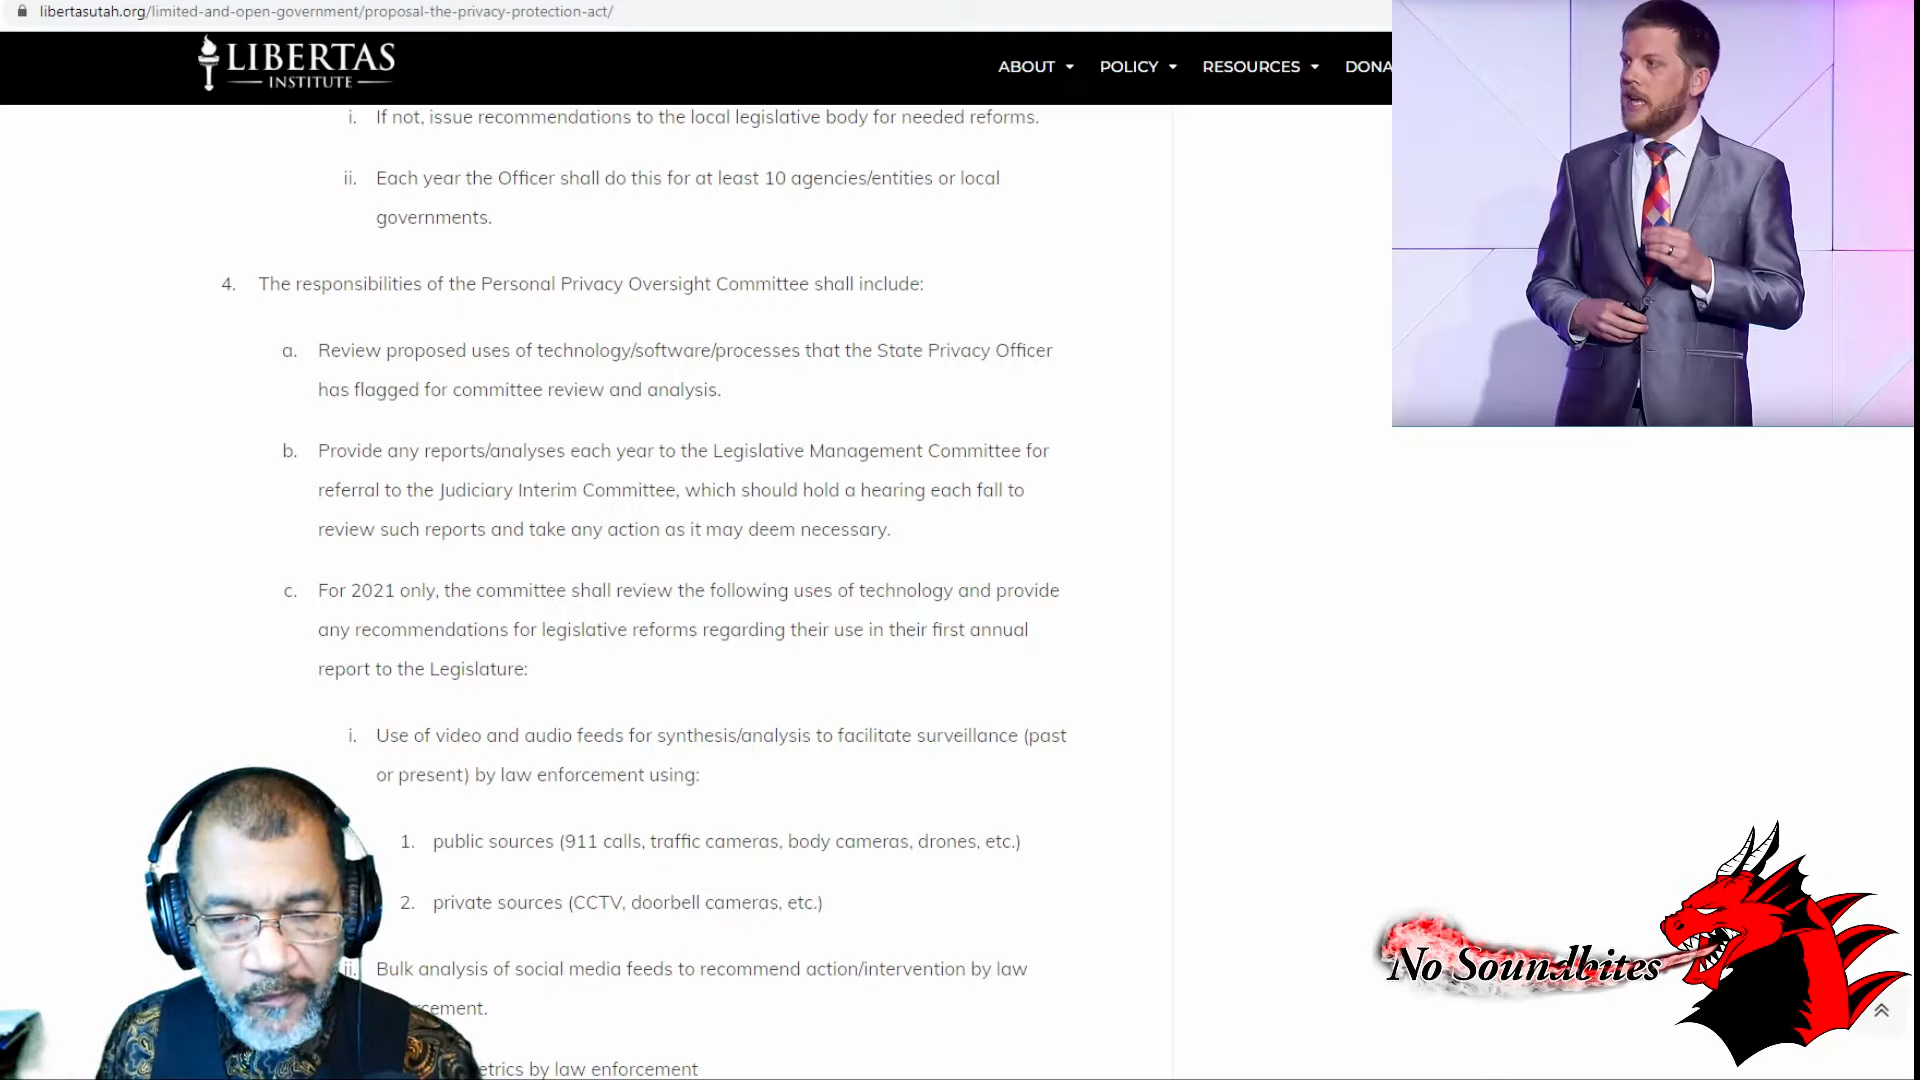 libertasutah.org/limited-and-open-government/proposal-the-privacy-protection-act/
LIBERTAS
INSTITUTE
ABOUT POLICY RESOURCES DONA
i. If not, issue recommendations to the local legislative body for needed reforms.
ii. Each year the Officer shall do this for at least 10 agencies/entities or local
governments.
4. The responsibilities of the Personal Privacy Oversight Committee shall include:
a. Review proposed uses of technology/software/processes that the State Privacy Officer
has flagged for committee review and analysis.
b. Provide any reports/analyses each year to the Legislative Management Committee for
referral to the Judiciary Interim Committee, which should hold a hearing each fall to
review such reports and take any action as it may deem necessary.
c. For 2021 only, the committee shall review the following uses of technology and provide
any recommendations for legislative reforms regarding their use in their first annual
report to the Legislature:
i. Use of video and audio feeds for synthesis/analysis to facilitate surveillance (past
or present) by law enforcement using:
1. public sources (911 calls, traffic cameras, body cameras, drones, etc.)
2. private sources (CCTV, doorbell cameras, etc.)
ii. Bulk analysis of social media feeds to recommend action/intervention by law
cement.
etrics by law enforcement
No Soundbites